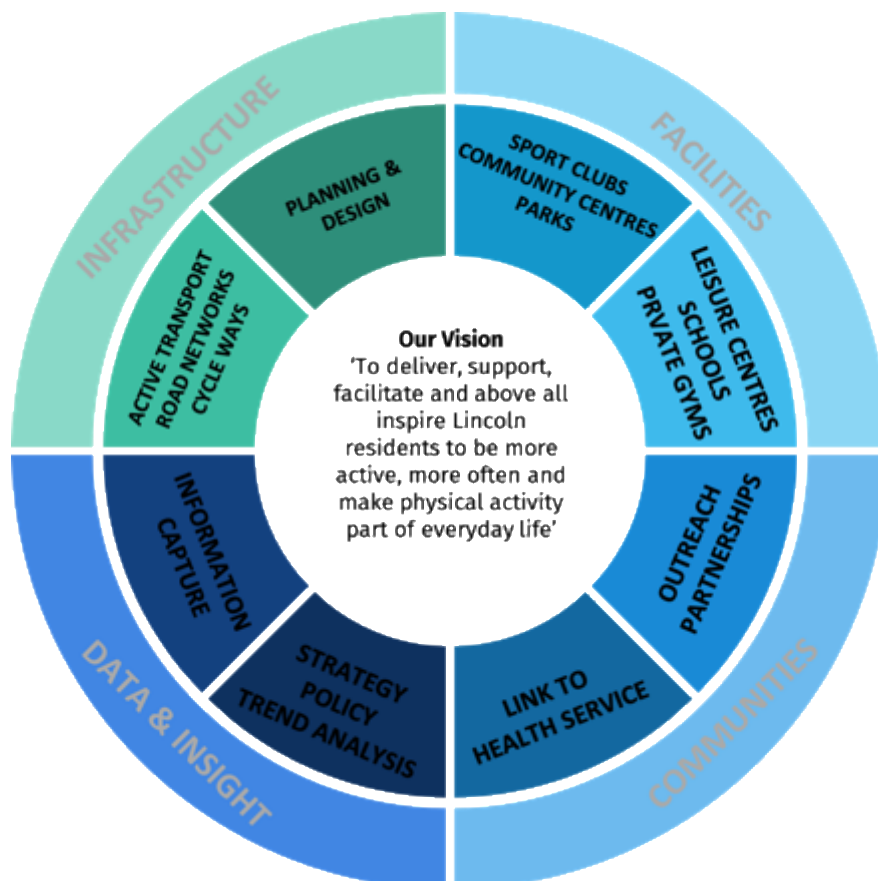 INFRASTRUCTURE
FACILITIES
PLANNING &
DESIGN
SPORT CLUBS
COMMUNITY CENTRES
PARKS
ACTIVE TRANSPORT
ROAD NETWORKS
CYCLE WAYS
LEISURE CENTRES
SCHOOLS
PRVATE GYMS
Our Vision
'To deliver, support,
facilitate and above all
inspire Lincoln
residents to be more
active, more often and
make physical activity
part of everyday life'
INFORMATION
CAPTURE
OUTREACH
PARTNERSHIPS
STRATEGY
POLICY
TREND ANALYSIS
LINK TO
HEALTH SERVICE
DATA & INSIGHT
COMMUNITIES